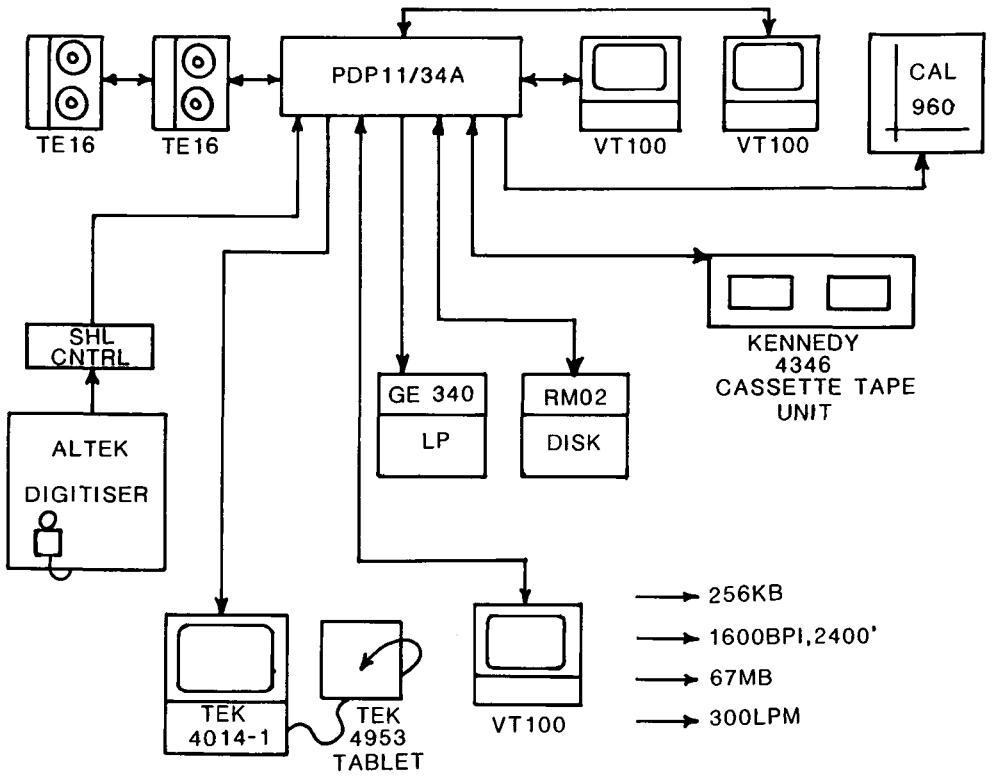 PDP11/34A
CAL
960
TE16
TE16
VT100
VT100
SHL
CNTRL
KENNEDY
4346
CASSETTE TAPE
UNIT
GE 340
LP
RM02
DISK
ALTEK
DIGITISER
256KB
1600BPI,2400'
67MB
300LPM
TEK
4014-1
TEK
4953
TABLET
VT100